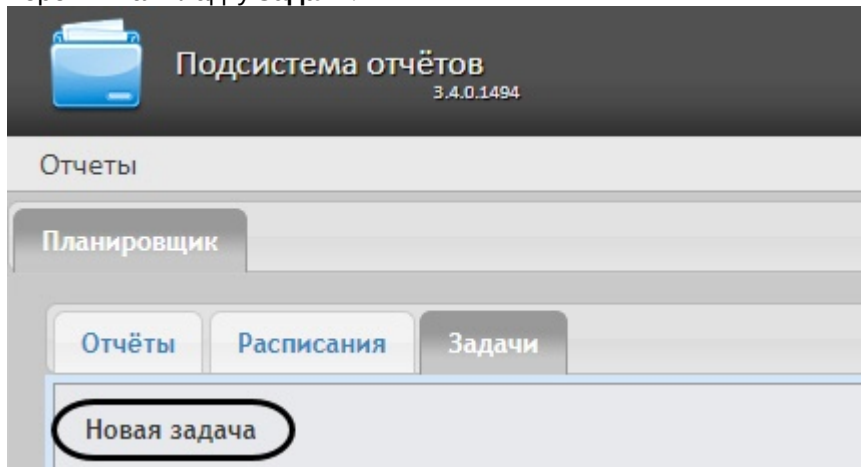 Подсистема отчётов
3.4.0.1494
Отчеты
Планировщик
Отчёты Расписания Задачи
Новая задача